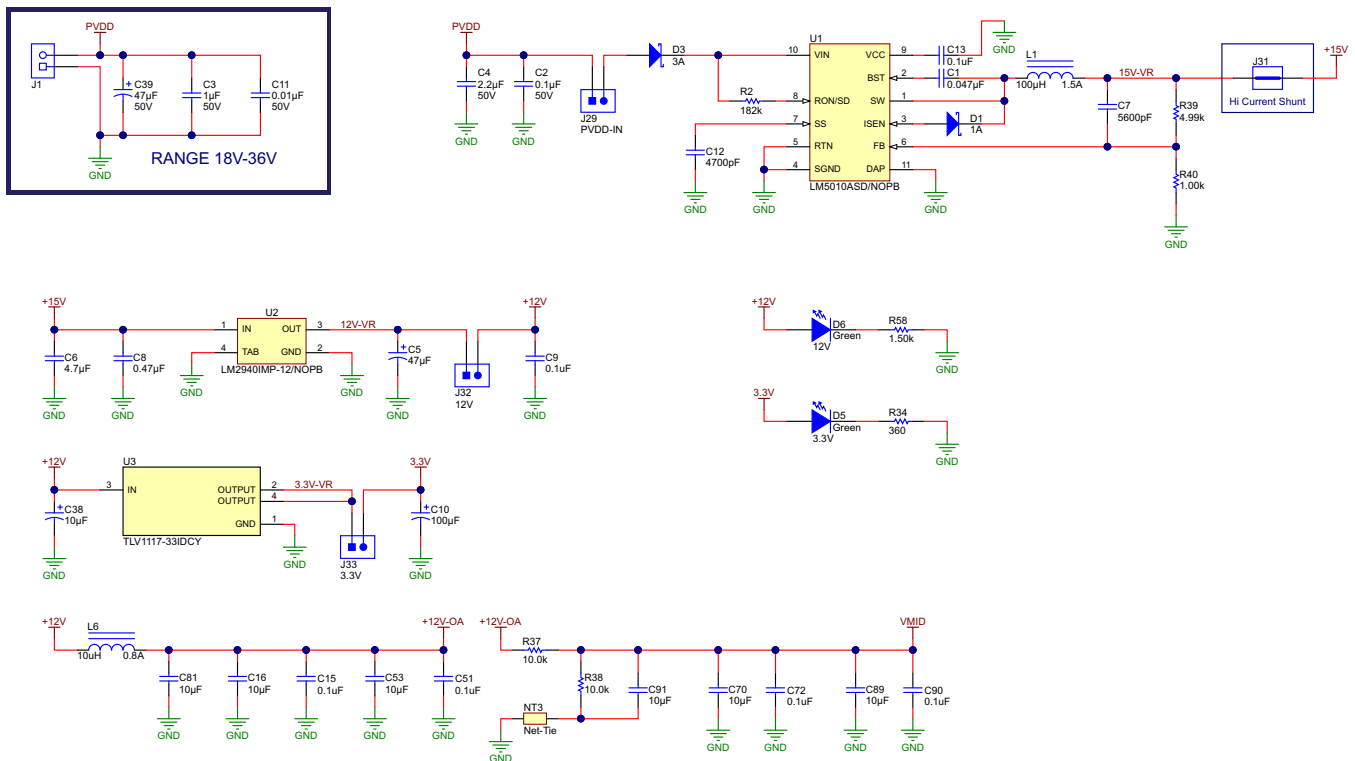 PVDD
J1
C39
47µF
50V
C3
1µF
50V
C11
0.01µF
50V
GND
RANGE 18V-36V
PVDD
C4
2.2µF
50V
GND
C2
0.1µF
50V
GND
J29
PVDD-IN
D3
3A
R2
182k
C12
4700pF
GND
GND
U1
10 VIN
8 RON/SD
7 SS
5 RTN
4 SGND
VCC 9
BST 2
SW 1
ISEN 3
FB 6
DAP 11
LM5010ASD/NOPB
C13
0.1uF
GND
C1
0.047µF
D1
1A
GND
L1
100µH 1.5A
15V-VR
C7
5600pF
R39
4.99k
R40
1.00k
GND
J31
Hi Current Shunt
+15V
+15V
C6
4.7µF
GND
C8
0.47µF
GND
GND
U2
1 IN
4 TAB
OUT 3
GND 2
LM2940IMP-12/NOPB
12V-VR
GND
C5
47µF
GND
J32
12V
+12V
C9
0.1uF
GND
+12V
D6
Green
12V
R58
1.50k
GND
3.3V
D5
Green
3.3V
R34
360
GND
+12V
C38
10µF
GND
U3
3 IN
OUTPUT 2
OUTPUT 4
GND 1
TLV1117-33IDCY
3.3V-VR
GND
J33
3.3V
3.3V
C10
100µF
GND
+12V
L6
10uH 0.8A
C81
10µF
GND
C16
10µF
GND
C15
0.1uF
GND
C53
10µF
GND
+12V-OA
C51
0.1uF
GND
+12V-OA
R37
10.0k
R38
10.0k
NT3
Net-Tie
GND
C91
10µF
C70
10µF
GND
C72
0.1uF
GND
C89
10µF
GND
VMID
C90
0.1uF
GND